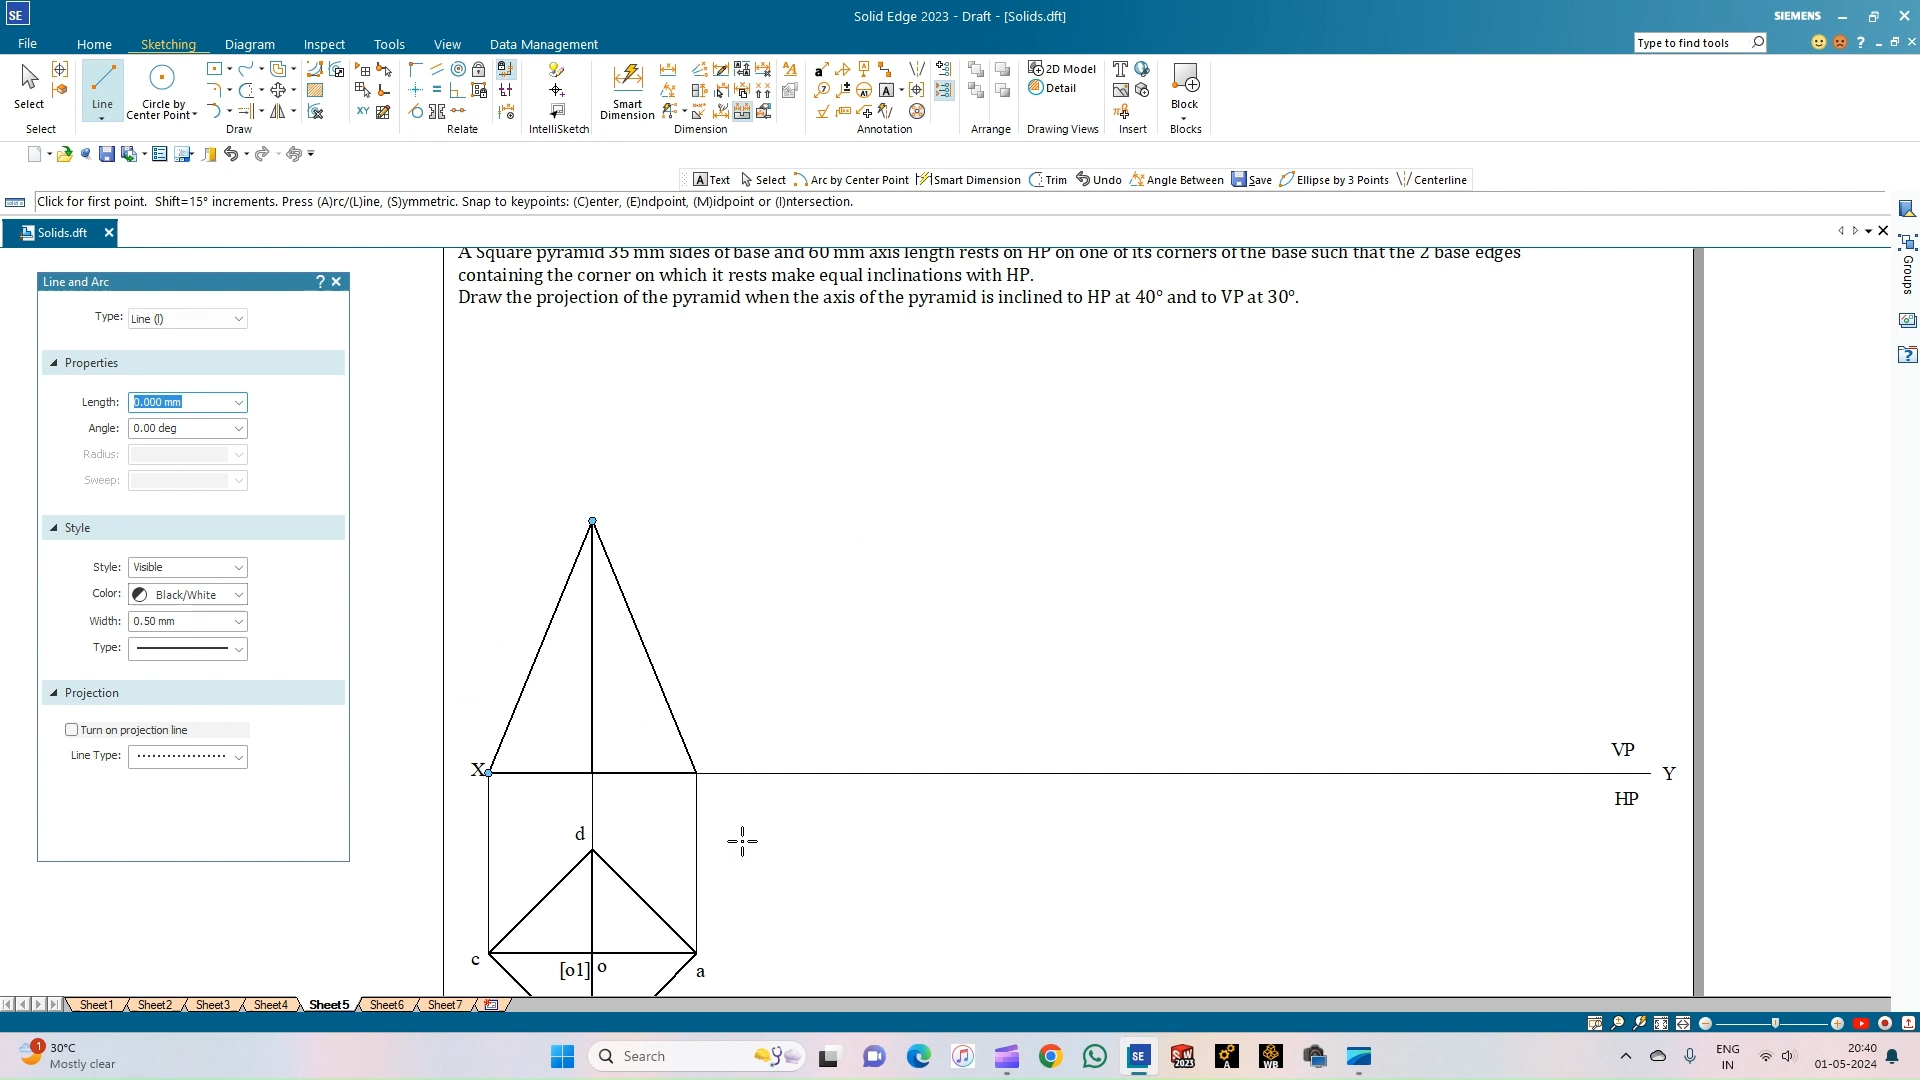 SE
Solid Edge 2023 - Draft - [Solids.dft]
SIEMENS
File
Home
Sketching
Diagram
Inspect
Tools
View
Data Management
Type to find tools
Select
Line
Circle by
Center Point
Smart
Dimension
2D Model
Detail
Block
Select
Draw
Relate
IntelliSketch
Dimension
Annotation
Arrange
Drawing Views
Insert
Blocks
Text
Select
Arc by Center Point
Smart Dimension
Trim
Undo
Angle Between
Save
Ellipse by 3 Points
Centerline
Click for first point. Shift=15° increments. Press (A)rc/(L)ine, (S)ymmetric. Snap to keypoints: (C)enter, (E)ndpoint, (M)idpoint or (I)ntersection.
Solids.dft
Groups
A Square pyramid 35 mm sides of base and 60 mm axis length rests on HP on one of its corners of the base such that the 2 base edges
containing the corner on which it rests make equal inclinations with HP.
Draw the projection of the pyramid when the axis of the pyramid is inclined to HP at 40° and to VP at 30°.
Line and Arc
Type: Line (l)
Properties
Length: 0.000 mm
Angle: 0.00 deg
Radius:
Sweep:
Style
Style: Visible
Color: Black/White
Width: 0.50 mm
Type:
Projection
Turn on projection line
Line Type:
VP
X
Y
HP
d
c
[o1]
o
a
Sheet1
Sheet2
Sheet3
Sheet4
Sheet5
Sheet6
Sheet7
1
30°C
Mostly clear
Search
SE
SW
2023
A
WB
ENG
IN
20:40
01-05-2024